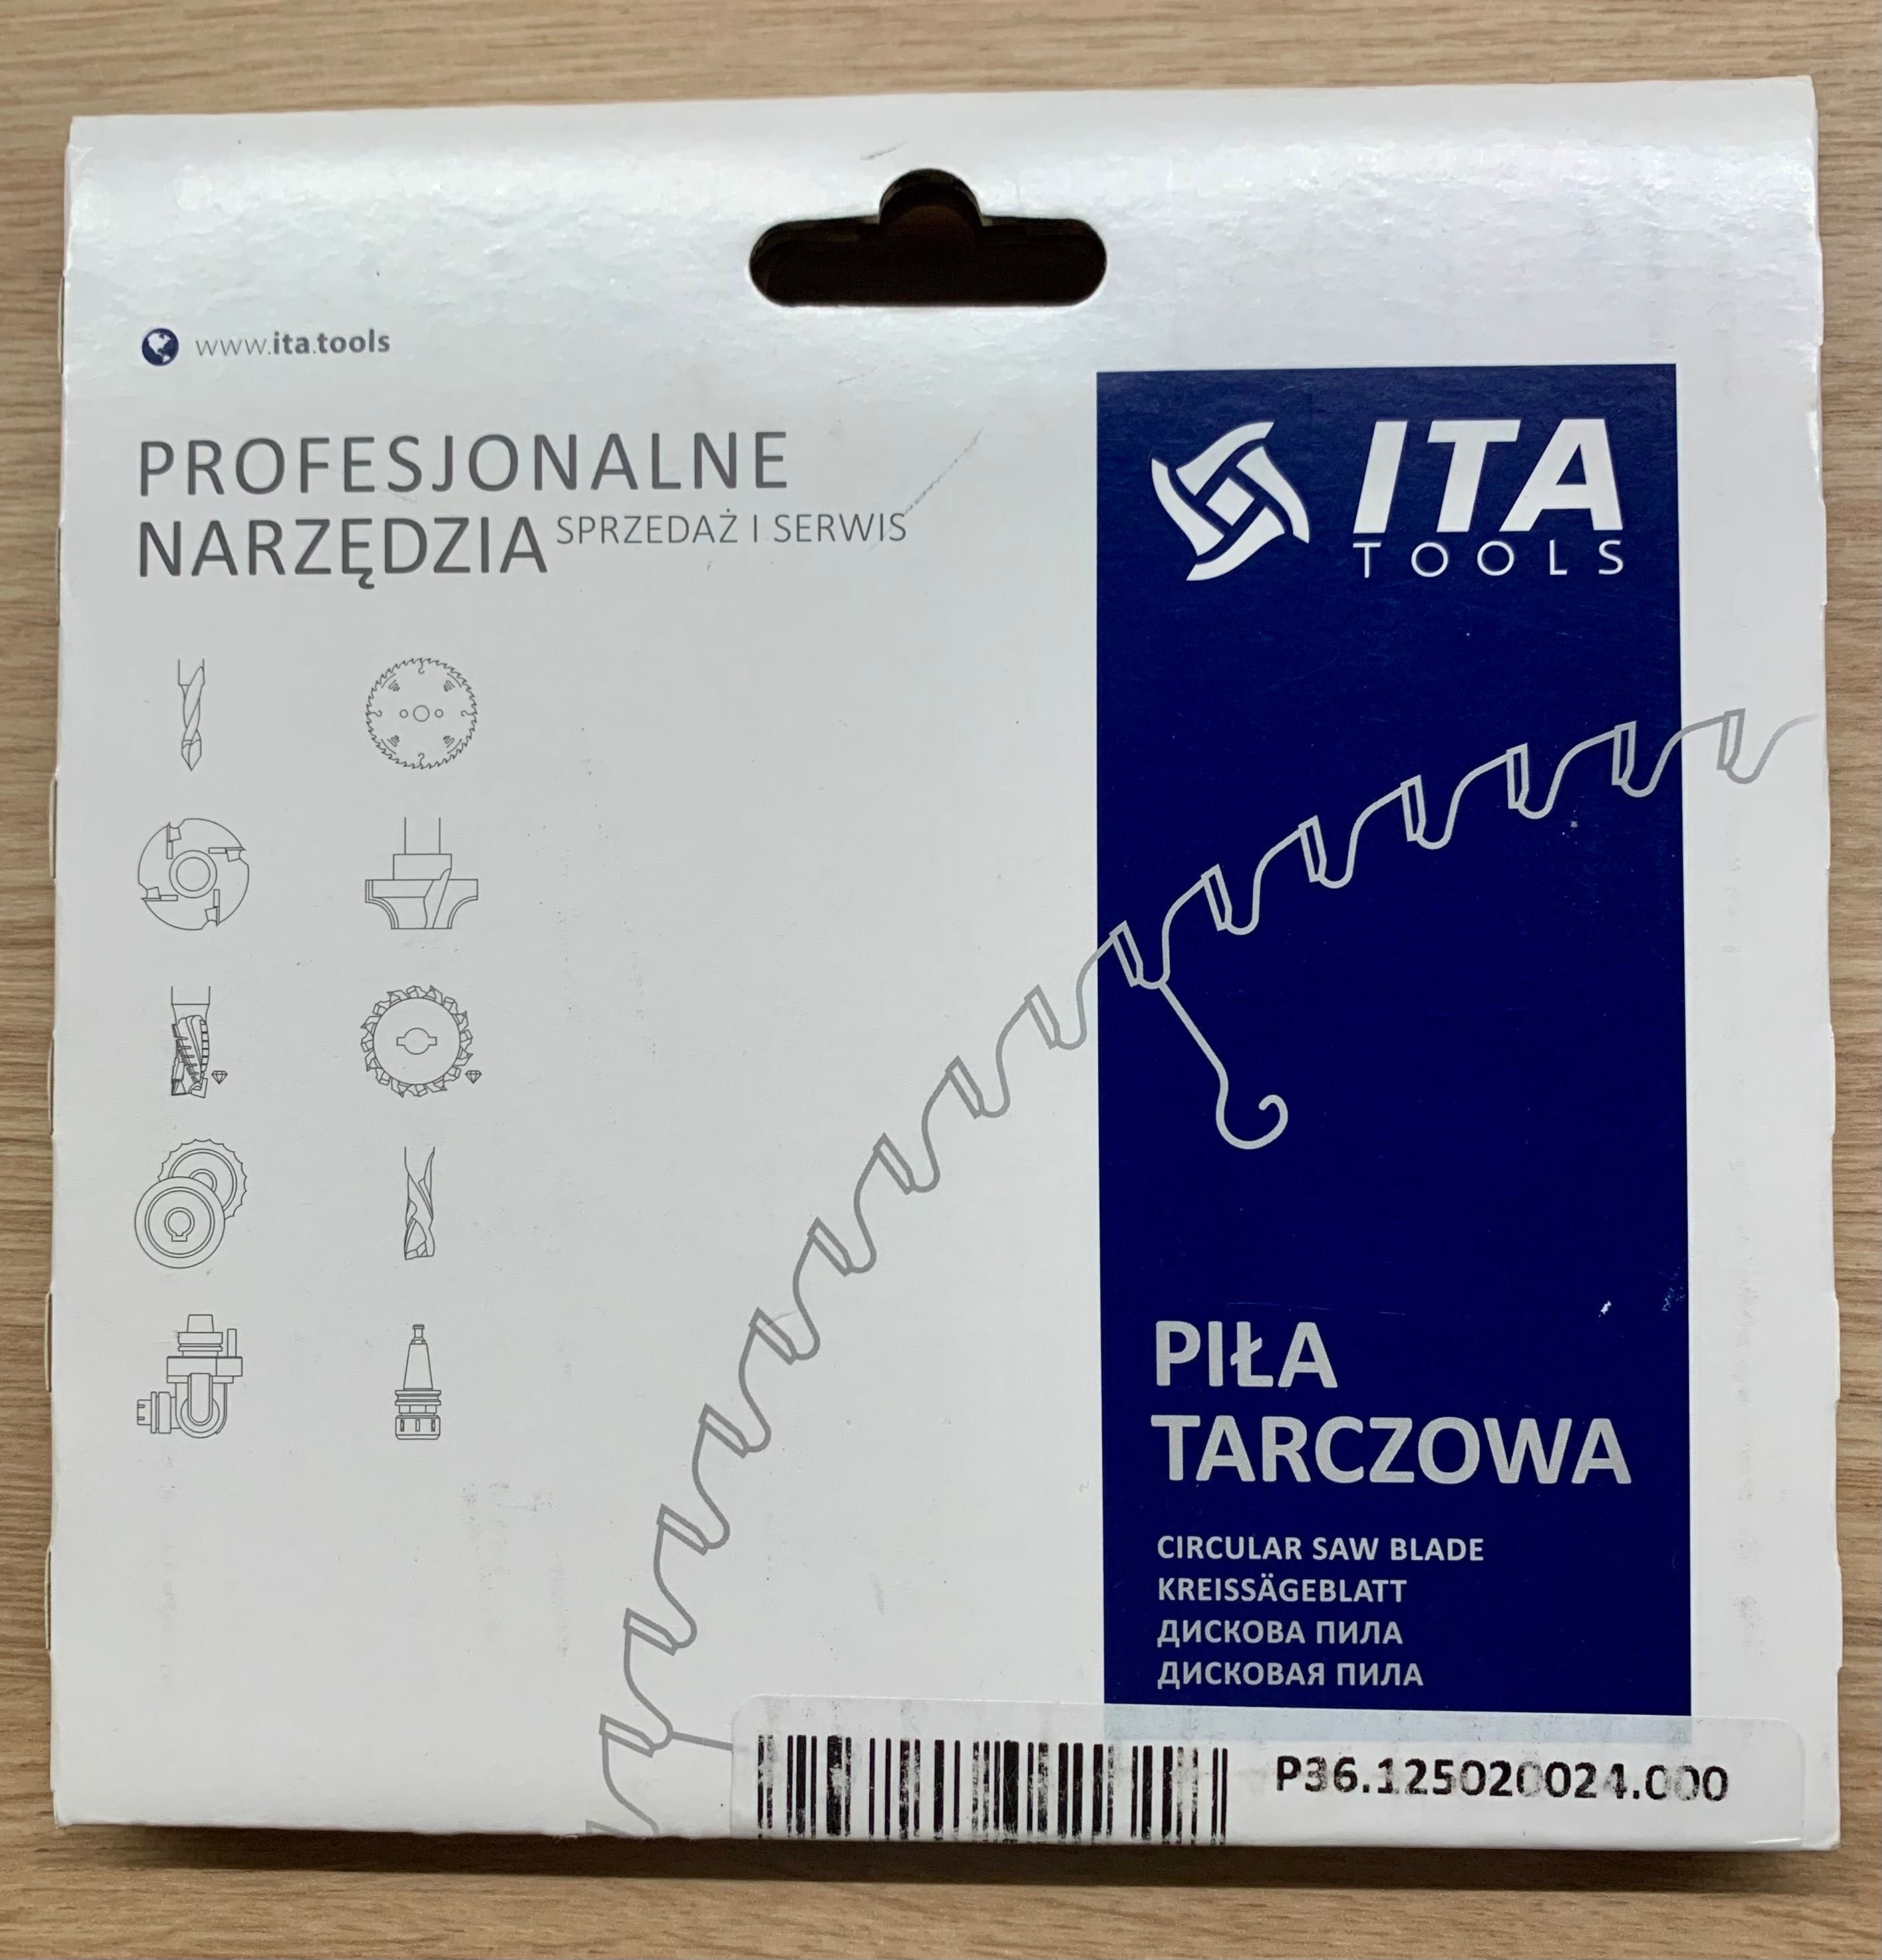 www.ita.tools
PROFESJONALNE
NARZĘDZIA SPRZEDAŻ I SERWIS
ITA
TOOLS
PIŁA
TARCZOWA
CIRCULAR SAW BLADE
KREISSÄGEBLATT
ДИСКОВА ПИЛА
ДИСКОВАЯ ПИЛА
P36.125020024.000